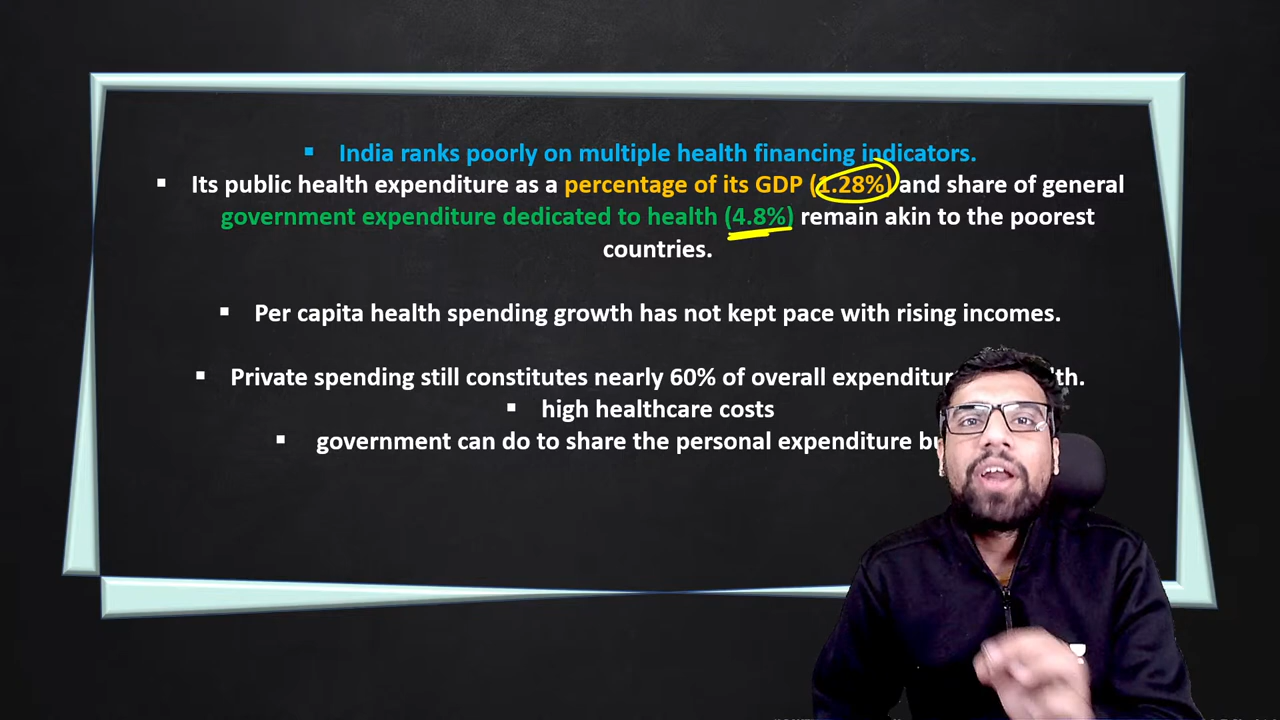 ▪ India ranks poorly on multiple health financing indicators.
▪ Its public health expenditure as a percentage of its GDP (1.28%) and share of general
government expenditure dedicated to health (4.8%) remain akin to the poorest
countries.
▪ Per capita health spending growth has not kept pace with rising incomes.
▪ Private spending still constitutes nearly 60% of overall
▪ high healthcare costs
▪ government can do to share the personal expenditure